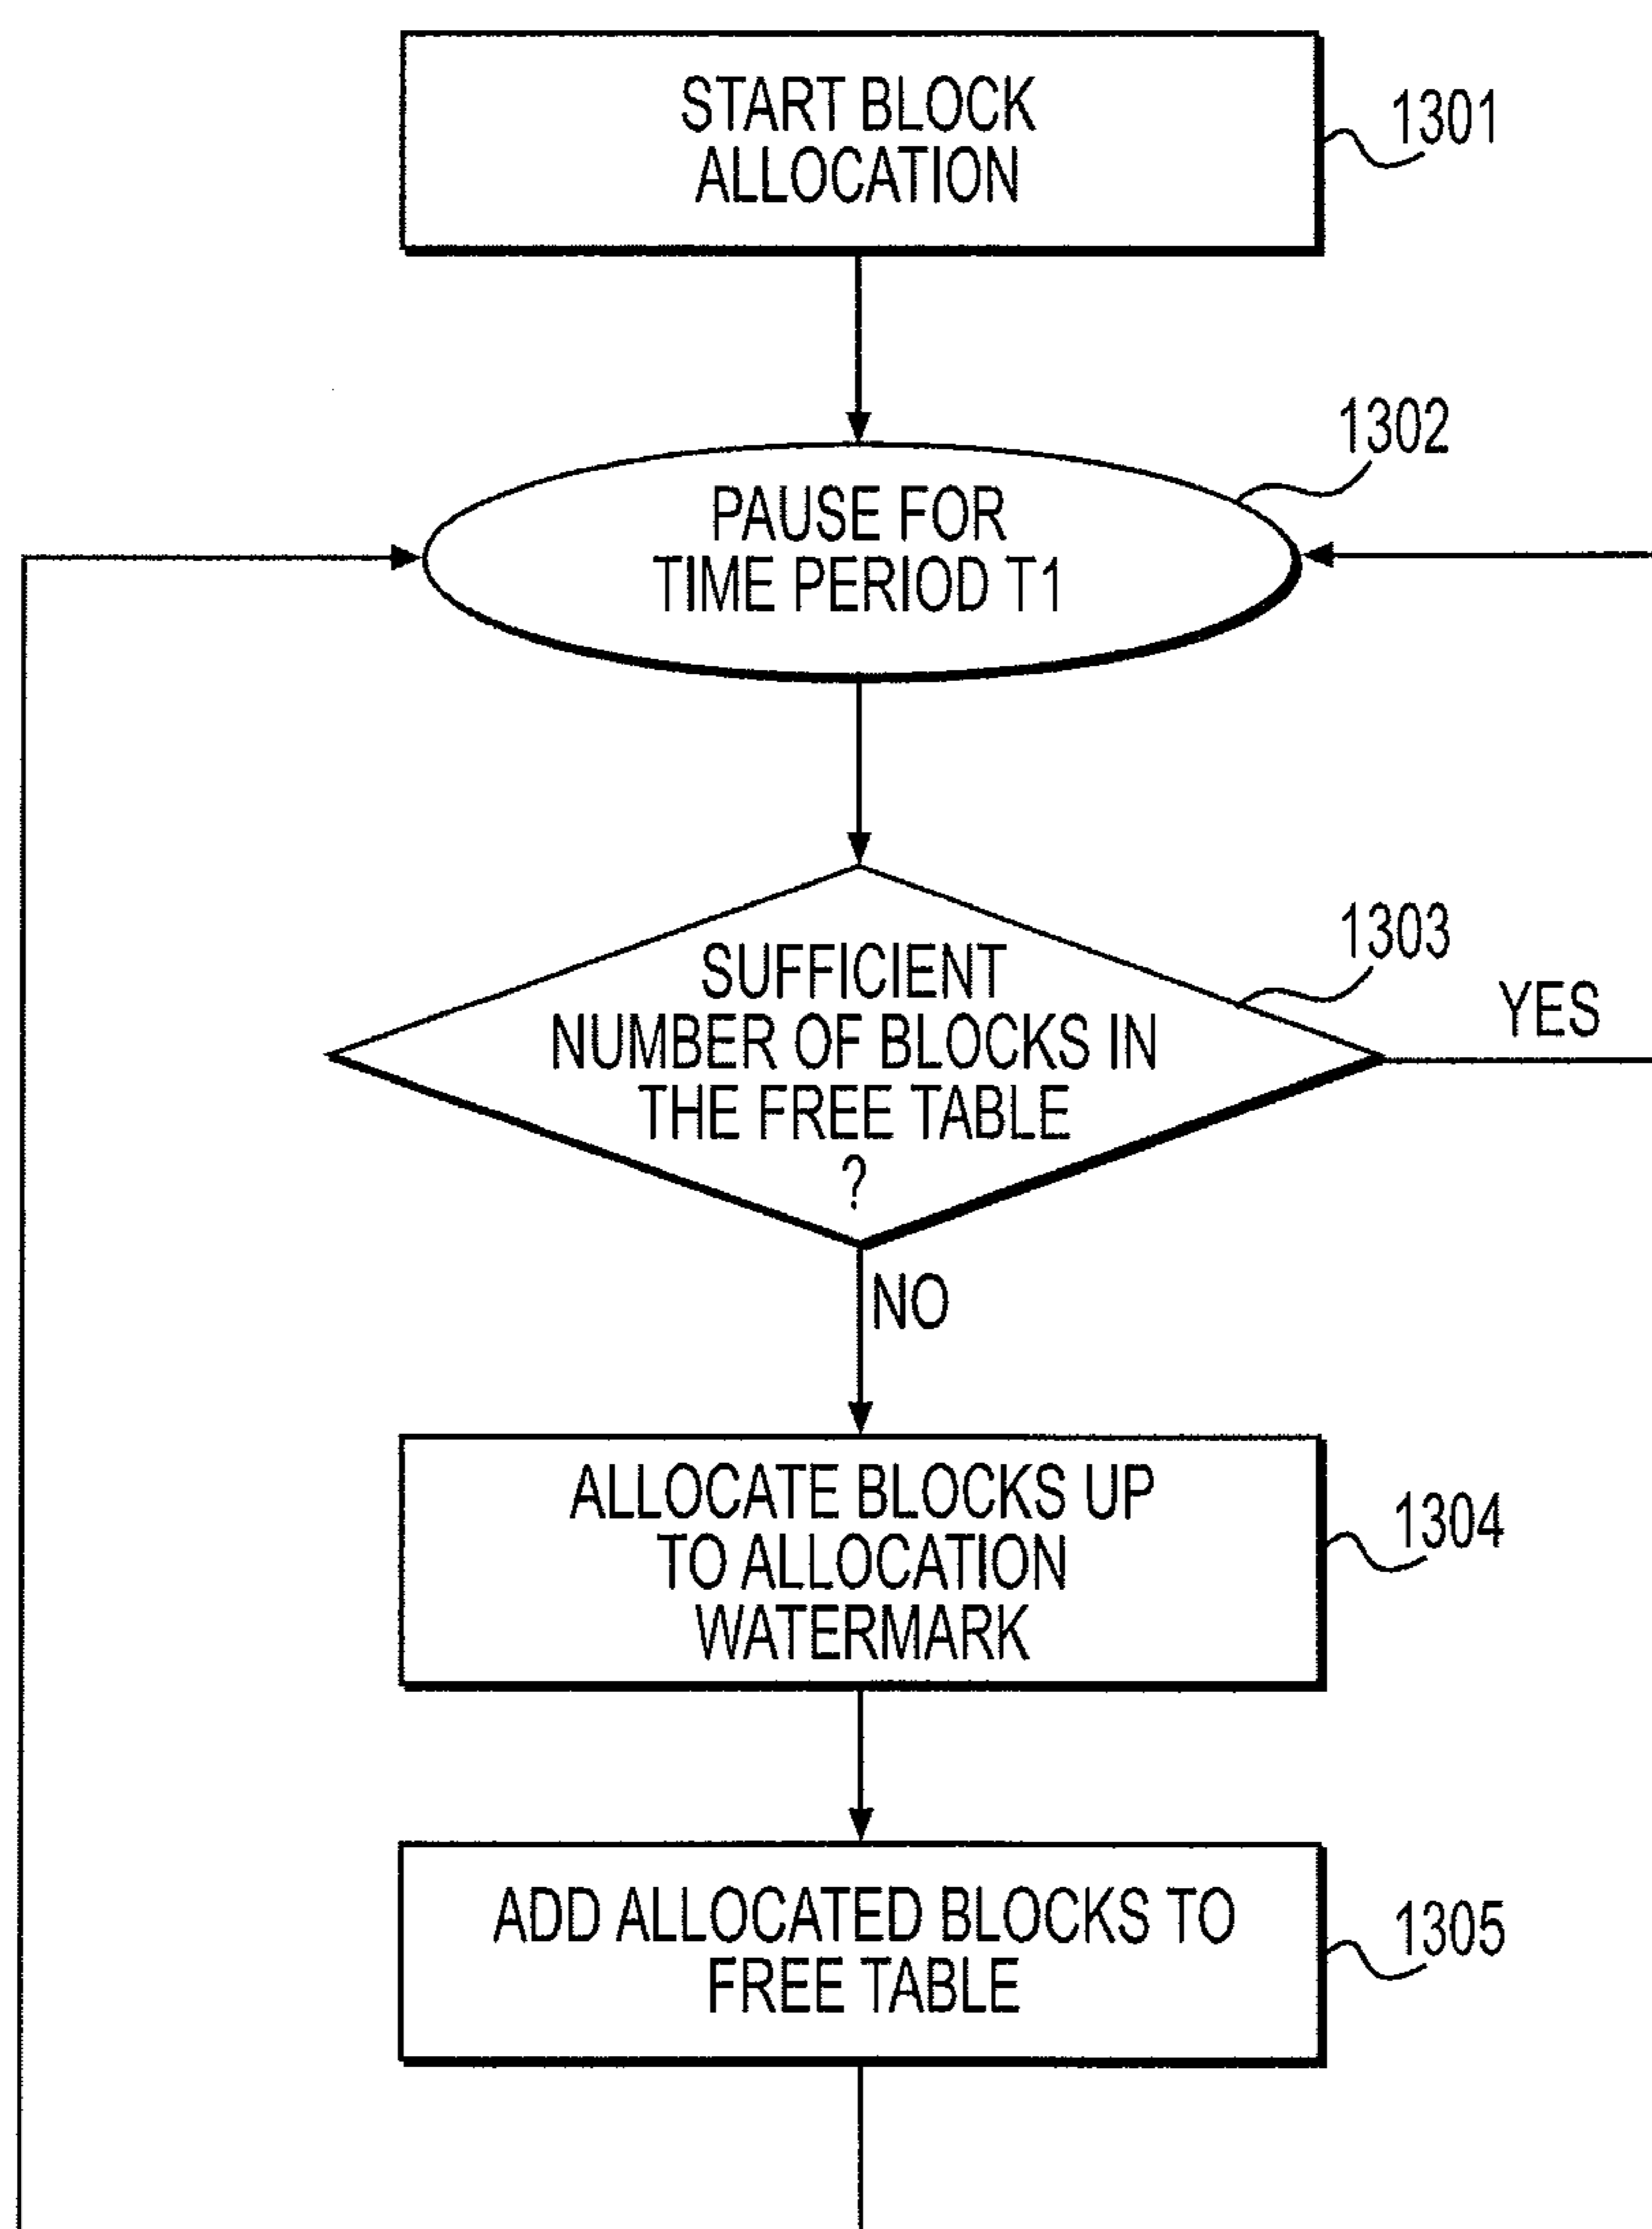 START BLOCK
ALLOCATION
1301
1302
PAUSE FOR
TIME PERIOD T1
1303
SUFFICIENT
NUMBER OF BLOCKS IN
THE FREE TABLE
?
YES
NO
ALLOCATE BLOCKS UP
TO ALLOCATION
WATERMARK
1304
ADD ALLOCATED BLOCKS TO
FREE TABLE
1305